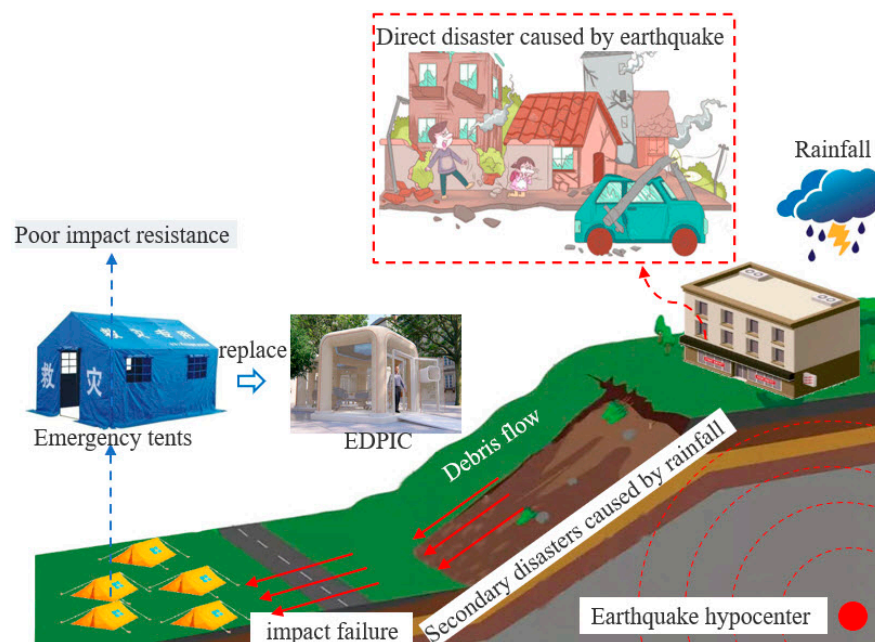 Direct disaster caused by earthquake
Rainfall
Poor impact resistance
救灾
replace
Emergency tents
EDPIC
Debris flow
Secondary disasters caused by rainfall
impact failure
Earthquake hypocenter